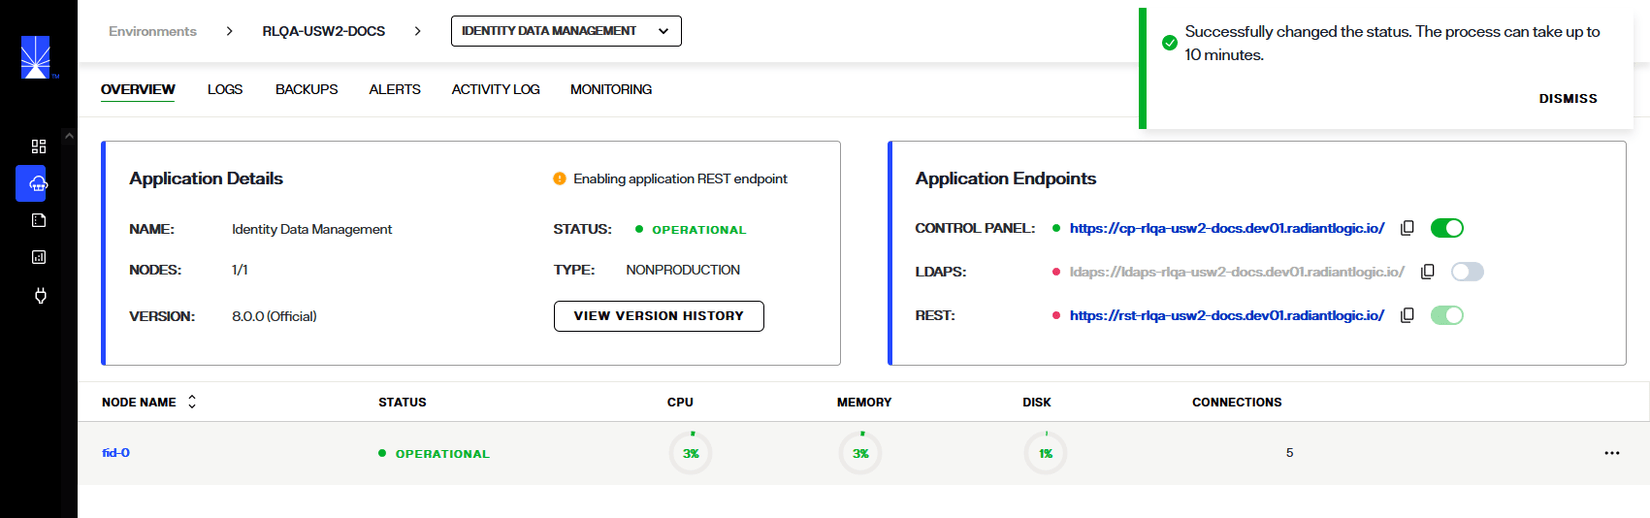 Environments > RLQA-USW2-DOCS > IDENTITY DATA MANAGEMENT
Successfully changed the status. The process can take up to
10 minutes.
DISMISS
TM
OVERVIEW LOGS BACKUPS ALERTS ACTIVITY LOG MONITORING
Application Details
Enabling application REST endpoint
NAME: Identity Data Management
STATUS: OPERATIONAL
NODES: 1/1
TYPE: NONPRODUCTION
VERSION: 8.0.0 (Official)
VIEW VERSION HISTORY
Application Endpoints
CONTROL PANEL: https://cp-rlqa-usw2-docs.dev01.radiantlogic.io/
LDAPS: ldaps://ldaps-rlqa-usw2-docs.dev01.radiantlogic.io/
REST: https://rst-rlqa-usw2-docs.dev01.radiantlogic.io/
NODE NAME STATUS CPU MEMORY DISK CONNECTIONS
fid-0 OPERATIONAL 3% 3% 1% 5